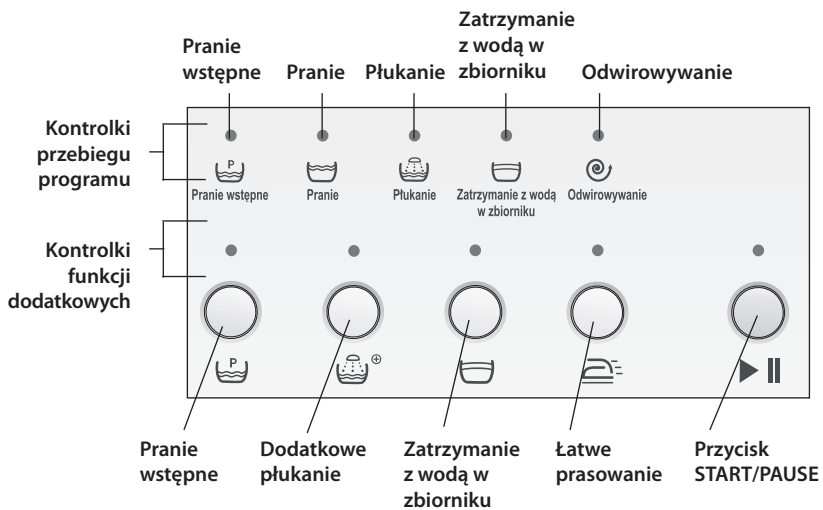 Pranie
wstępne
Pranie
Płukanie
Zatrzymanie
z wodą w
zbiorniku
Odwirowywanie
Kontrolki
przebiegu
programu
P
Pranie wstępne
Pranie
Płukanie
Zatrzymanie z wodą
w zbiorniku
Odwirowywanie
Kontrolki
funkcji
dodatkowych
P
Pranie
wstępne
Dodatkowe
płukanie
Zatrzymanie
z wodą w
zbiorniku
Łatwe
prasowanie
Przycisk
START/PAUSE